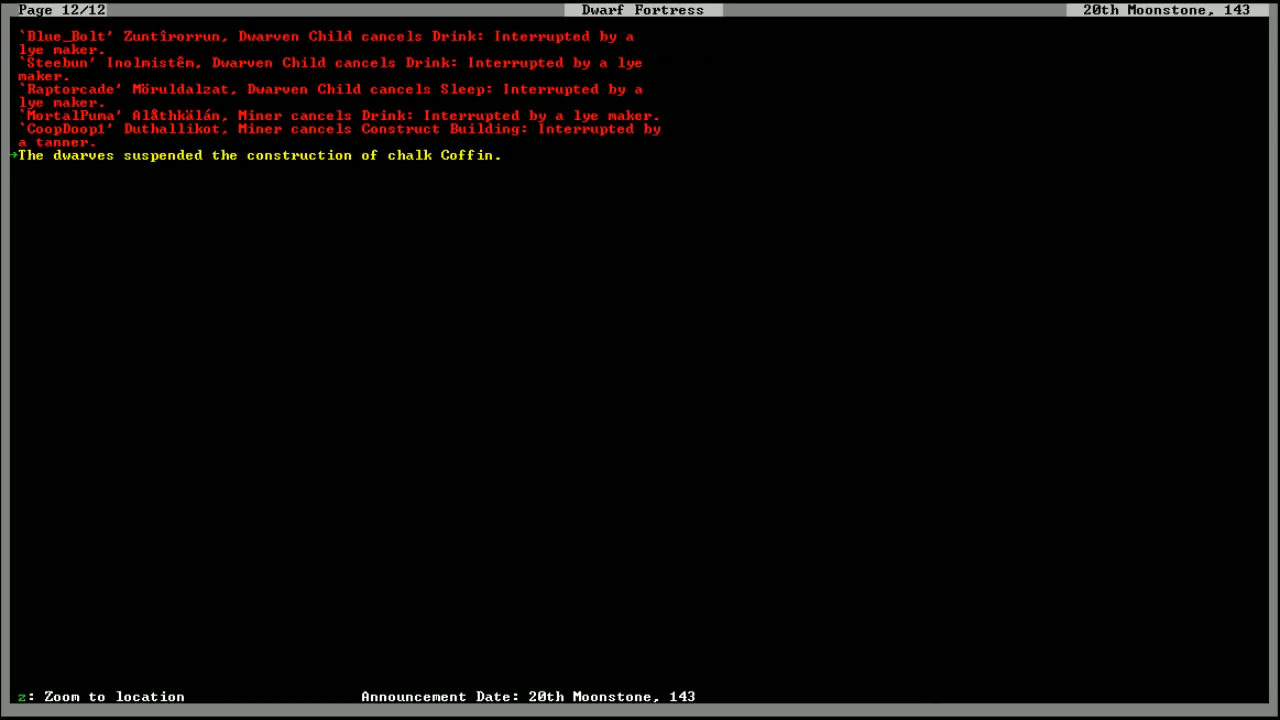 Page 12/12 Dwarf Fortress 20th Moonstone, 143
`Blue_Bolt' Zuntîrorrun, Dwarven Child cancels Drink: Interrupted by a
lye maker.
`Steebun' Inolmistêm, Dwarven Child cancels Drink: Interrupted by a lye
maker.
`Raptorcade' Möruldalzat, Dwarven Child cancels Sleep: Interrupted by a
lye maker.
`MortalPuma' Alåthkälán, Miner cancels Drink: Interrupted by a lye maker.
`CoopDoop1' Duthallikot, Miner cancels Construct Building: Interrupted by
a tanner.
The dwarves suspended the construction of chalk Coffin.
z: Zoom to location Announcement Date: 20th Moonstone, 143